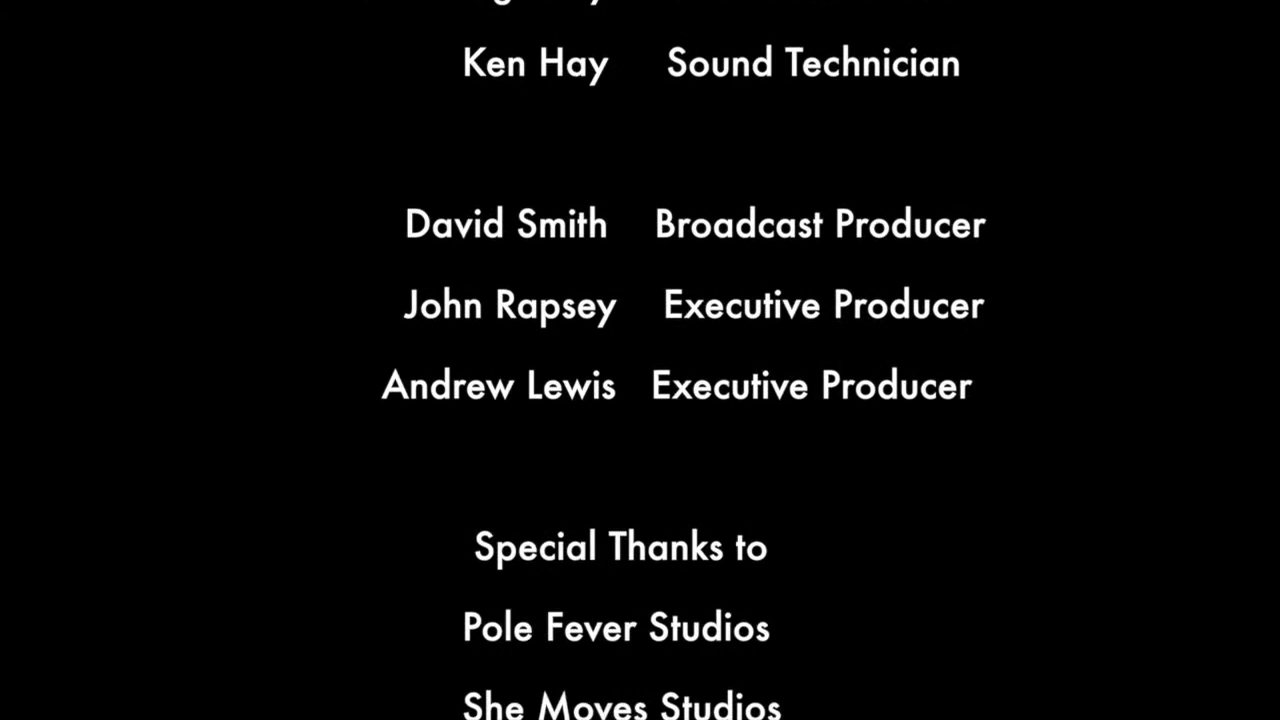 Ken Hay Sound Technician
David Smith Broadcast Producer
John Rapsey Executive Producer
Andrew Lewis Executive Producer
Special Thanks to
Pole Fever Studios
She Moves Studios